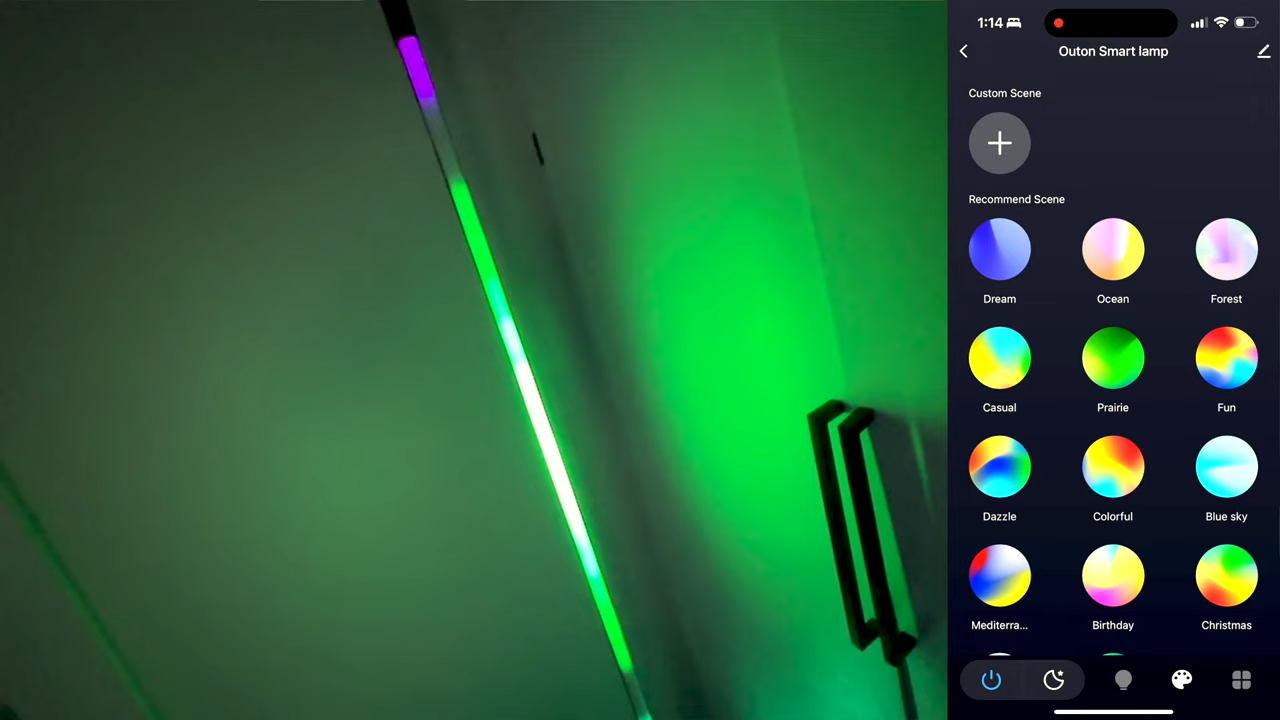 1:14
Outon Smart lamp
Custom Scene
Recommend Scene
Dream
Ocean
Forest
Casual
Prairie
Fun
Dazzle
Colorful
Blue sky
Mediterra...
Birthday
Christmas